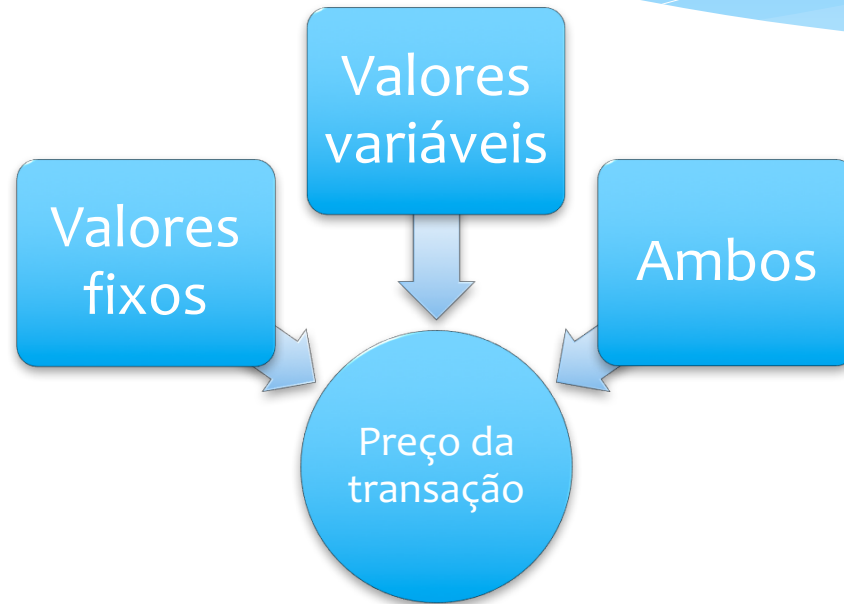 Valores
variáveis
Valores
fixos
Ambos
Preço da
transação